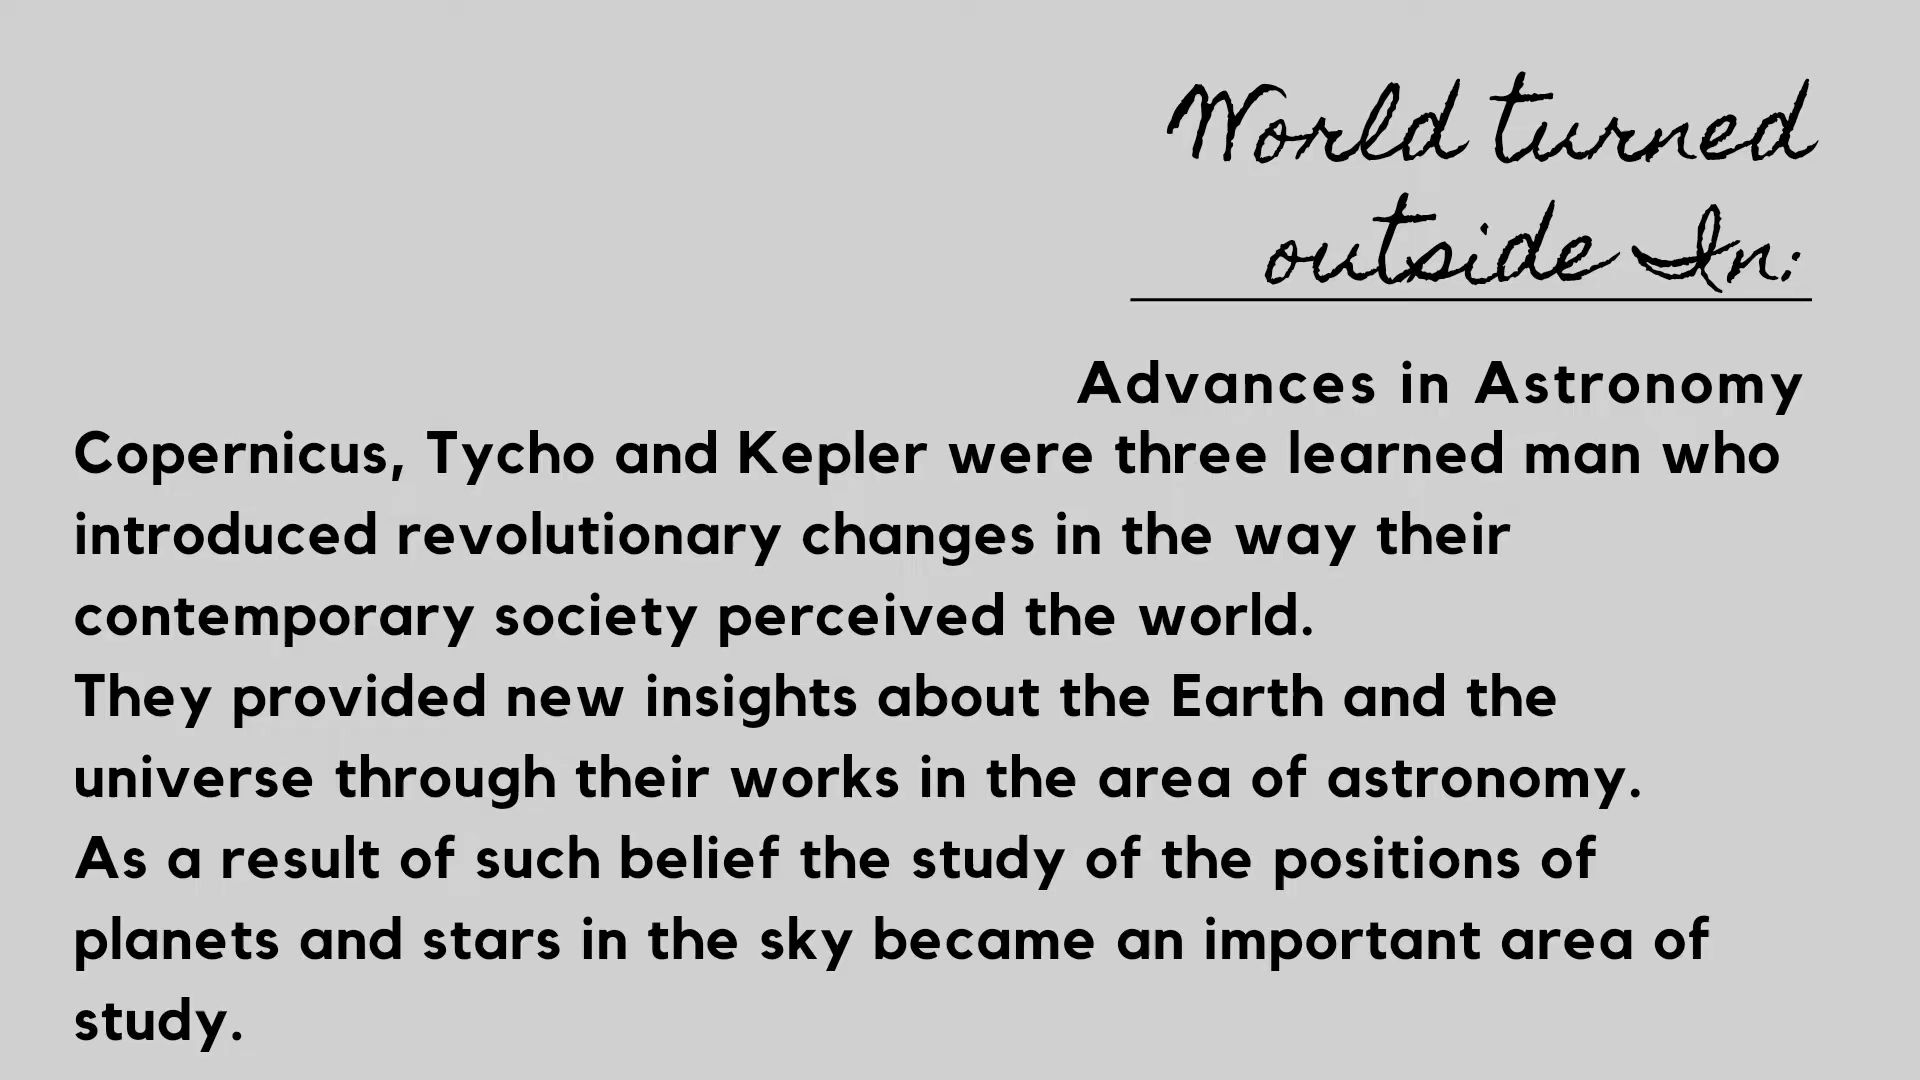 World turned
outside In:
Advances in Astronomy
Copernicus, Tycho and Kepler were three learned man who
introduced revolutionary changes in the way their
contemporary society perceived the world.
They provided new insights about the Earth and the
universe through their works in the area of astronomy.
As a result of such belief the study of the positions of
planets and stars in the sky became an important area of
study.